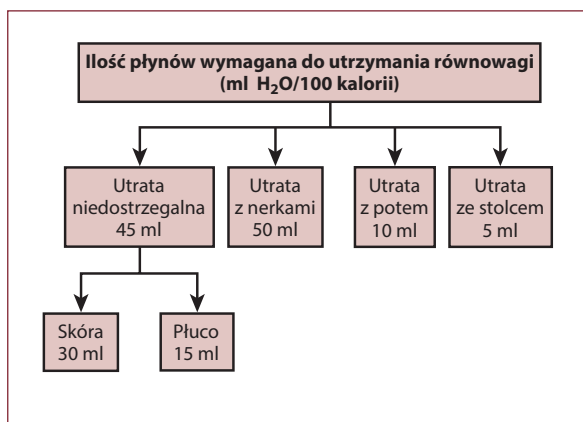 Ilość płynów wymagana do utrzymania równowagi
(ml H₂O/100 kalorii)
Utrata
niedostrzegalna
45 ml
Utrata
z nerkami
50 ml
Utrata
z potem
10 ml
Utrata
ze stolcem
5 ml
Skóra
30 ml
Płuco
15 ml